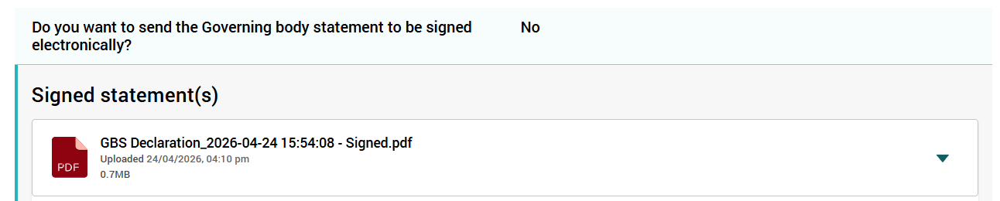 Do you want to send the Governing body statement to be signed
electronically?
No
Signed statement(s)
PDF
GBS Declaration_2026-04-24 15:54:08 - Signed.pdf
Uploaded 24/04/2026, 04:10 pm
0.7MB